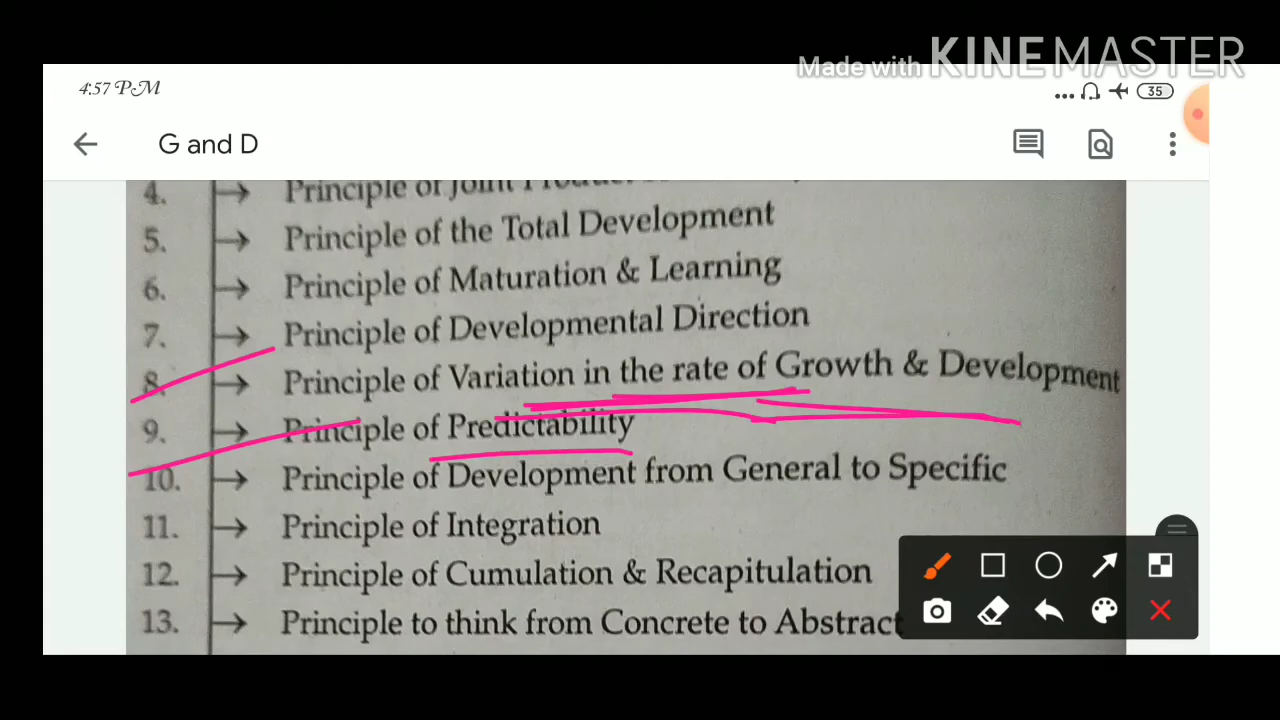 Made with KINEMASTER
4:57 PM
35
G and D
4. → Principle of Joint
5. → Principle of the Total Development
6. → Principle of Maturation & Learning
7. → Principle of Developmental Direction
8. → Principle of Variation in the rate of Growth & Development
9. → Principle of Predictability
10. → Principle of Development from General to Specific
11. → Principle of Integration
12. → Principle of Cumulation & Recapitulation
13. → Principle to think from Concrete to Abstract